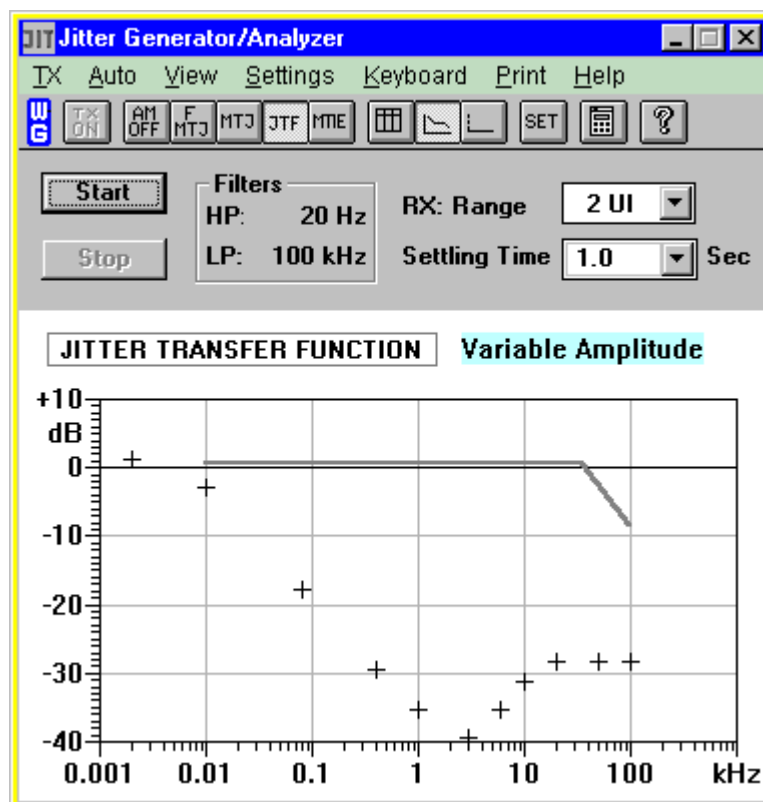 JIT Jitter Generator/Analyzer
TX Auto View Settings Keyboard Print Help
WG TX ON AM OFF F MTJ MTJ JTF MTIE SET ?
Start
Stop
Filters
HP: 20 Hz
LP: 100 kHz
RX: Range 2 UI
Settling Time 1.0 Sec
JITTER TRANSFER FUNCTION Variable Amplitude
+10
dB
0
-10
-20
-30
-40
0.001 0.01 0.1 1 10 100 kHz